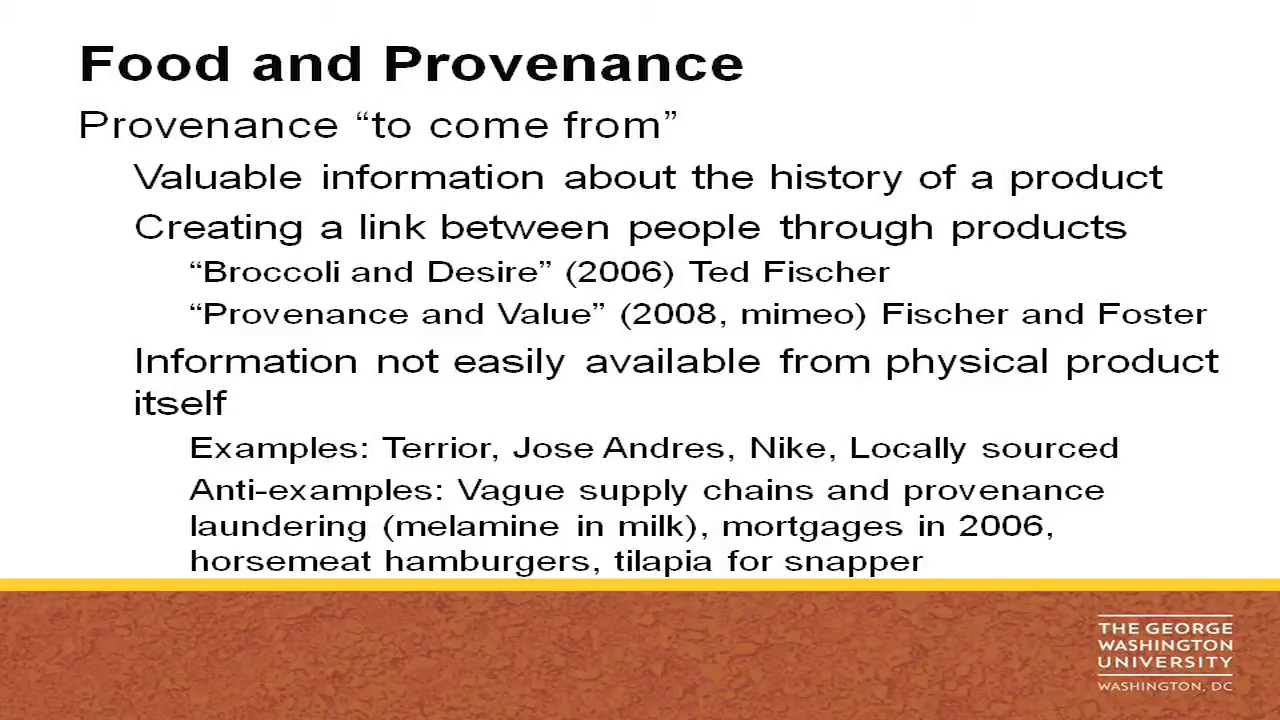 Food and Provenance
Provenance “to come from”
Valuable information about the history of a product
Creating a link between people through products
“Broccoli and Desire” (2006) Ted Fischer
“Provenance and Value” (2008, mimeo) Fischer and Foster
Information not easily available from physical product
itself
Examples: Terrior, Jose Andres, Nike, Locally sourced
Anti-examples: Vague supply chains and provenance
laundering (melamine in milk), mortgages in 2006,
horsemeat hamburgers, tilapia for snapper
THE GEORGE
WASHINGTON
UNIVERSITY
WASHINGTON, DC